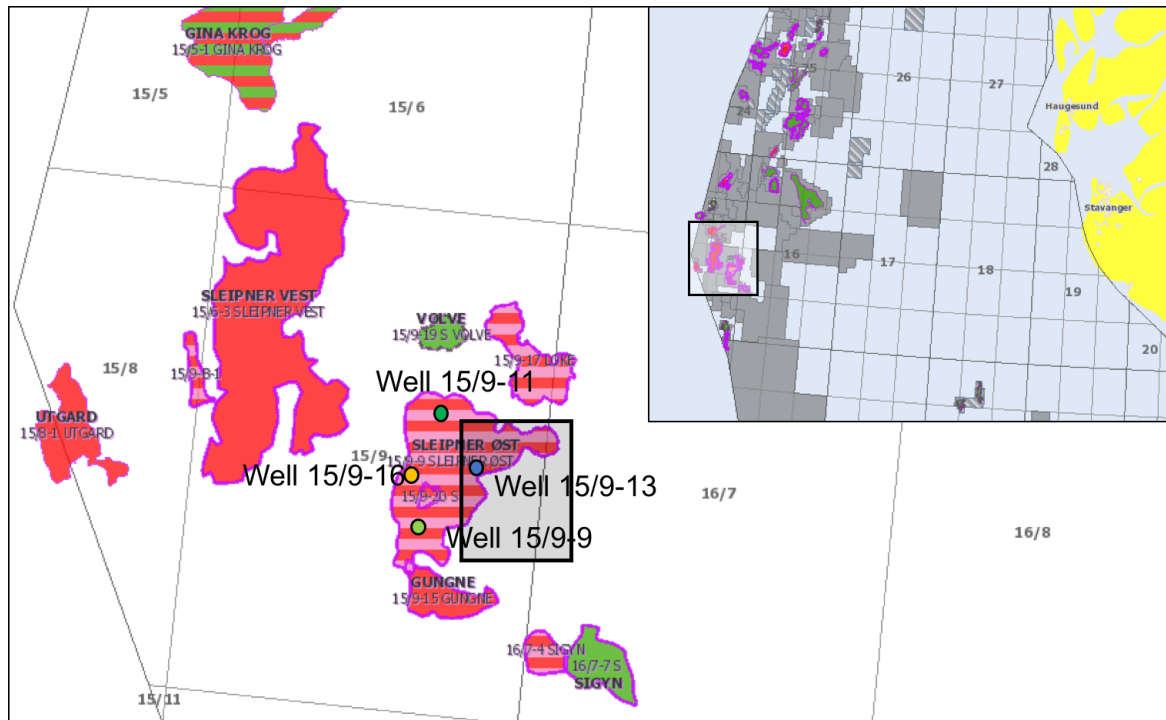 GINA KROG
15/5-1 GINA KROG
15/5
15/6
SLEIPNER VEST
15/6-3 SLEIPNER VEST
VOLVE
15/9-19 S VOLVE
15/9-17 LOKE
15/8
15/9-B-1
Well 15/9-11
UTGARD
15/8-1 UTGARD
SLEIPNER ØST
15/9
15/9-9 SLEIPNER ØST
Well 15/9-16
Well 15/9-13
15/9-20 S
16/7
Well 15/9-9
16/8
GUNGNE
15/9-15 GUNGNE
16/7-4 SIGYN
16/7-7 S
SIGYN
15/11
25
26
27
24
Haugesund
28
Stavanger
16
17
18
19
20